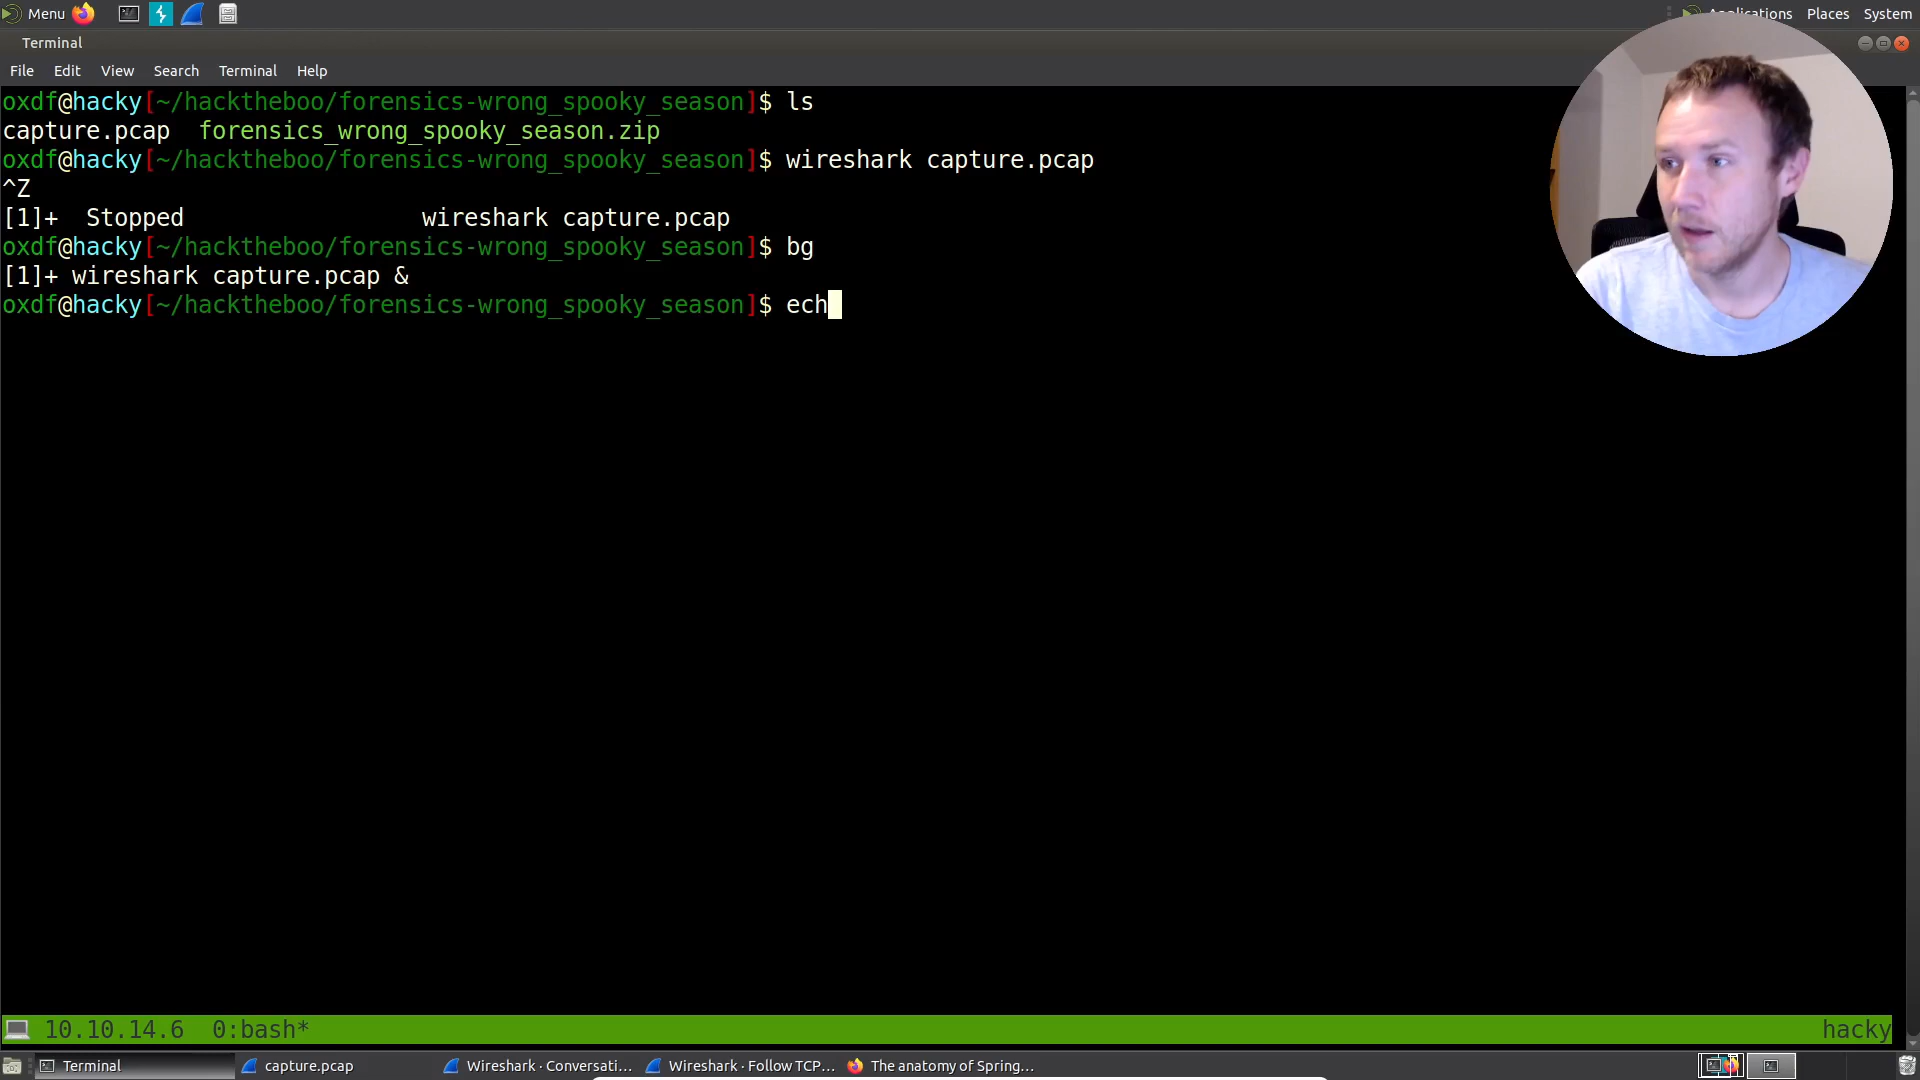 Menu
Applications Places System
Terminal
File Edit View Search Terminal Help
oxdf@hacky[~/hacktheboo/forensics-wrong_spooky_season]$ ls
capture.pcap  forensics_wrong_spooky_season.zip
oxdf@hacky[~/hacktheboo/forensics-wrong_spooky_season]$ wireshark capture.pcap
^Z
[1]+  Stopped                 wireshark capture.pcap
oxdf@hacky[~/hacktheboo/forensics-wrong_spooky_season]$ bg
[1]+ wireshark capture.pcap &
oxdf@hacky[~/hacktheboo/forensics-wrong_spooky_season]$ ech
10.10.14.6  0:bash*
hacky
Terminal
capture.pcap
Wireshark · Conversati...
Wireshark · Follow TCP...
The anatomy of Spring...